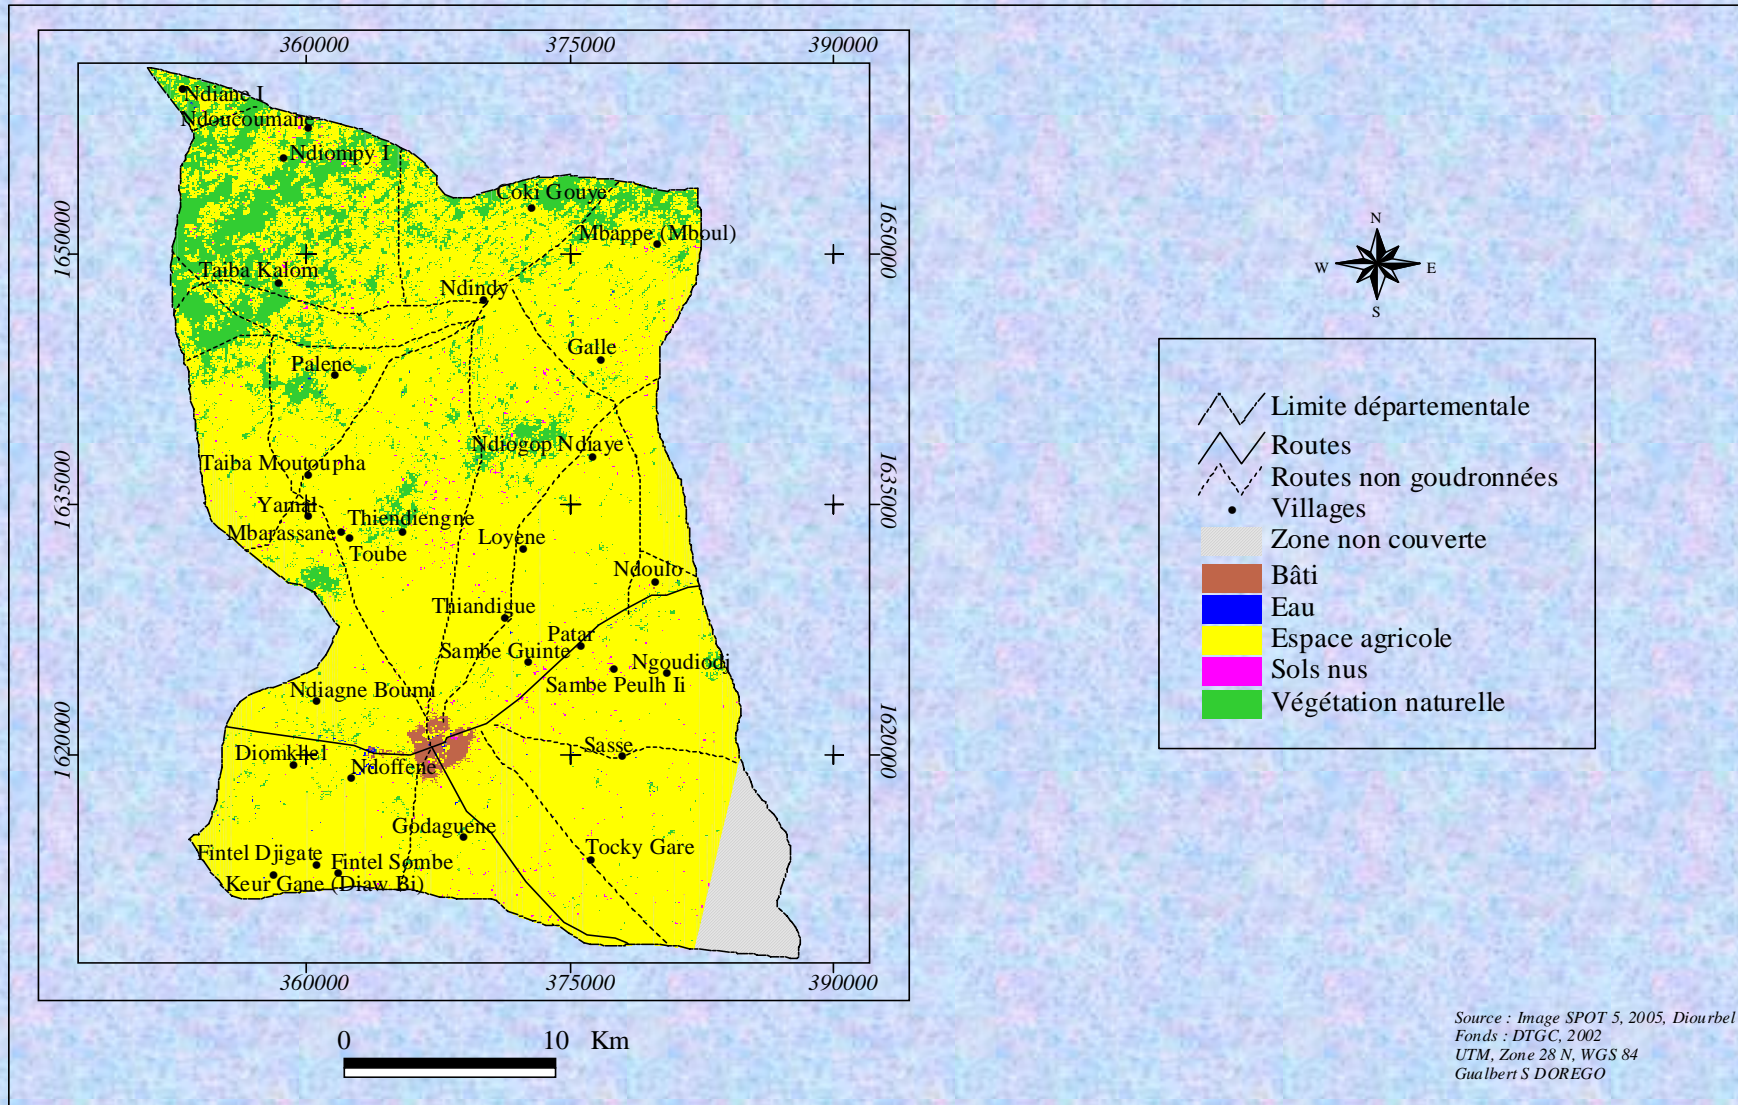 360000
375000
390000
Ndiane I
Ndoucoumane
Ndiompy I
Coki Gouye
Mbappe (Mboul)
1650000
1650000
Taiba Kalom
Ndindy
Galle
Palene
Ndiogop Ndiaye
Taiba Moutoupha
1635000
1635000
Yamal
Thiendiengne
Mbarassane
Toube
Loyene
Ndoulo
Thiandigue
Patar
Sambe Guinte
Ngoudiodi
Sambe Peulh Ii
Ndiagne Boumi
1620000
1620000
Diomkhel
Sasse
Ndoffene
Godaguene
Tocky Gare
Fintel Djigate
Fintel Sombe
Keur Gane (Diaw Bi)
360000
375000
390000
0 10 Km
N
W E
S
Limite départementale
Routes
Routes non goudronnées
Villages
Zone non couverte
Bâti
Eau
Espace agricole
Sols nus
Végétation naturelle
Source : Image SPOT 5, 2005, Diourbel
Fonds : DTGC, 2002
UTM, Zone 28 N, WGS 84
Gualbert S DOREGO